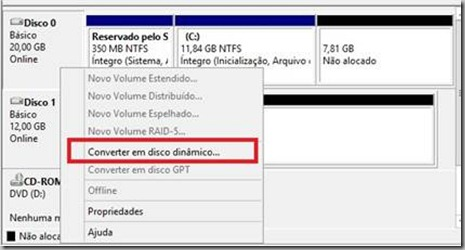 Disco 0
Básico
20,00 GB
Online
Reservado pelo S
350 MB NTFS
Íntegro (Sistema, A
(C:)
11,84 GB NTFS
Íntegro (Inicialização, Arquivo d
7,81 GB
Não alocado
Disco 1
Básico
12,00 GB
Online
Novo Volume Estendido...
Novo Volume Distribuído...
Novo Volume Espelhado...
Novo Volume RAID-5...
Converter em disco dinâmico...
Converter em disco GPT
Offline
Propriedades
Ajuda
CD-ROM
DVD (D:)
Nenhuma m
Não aloca